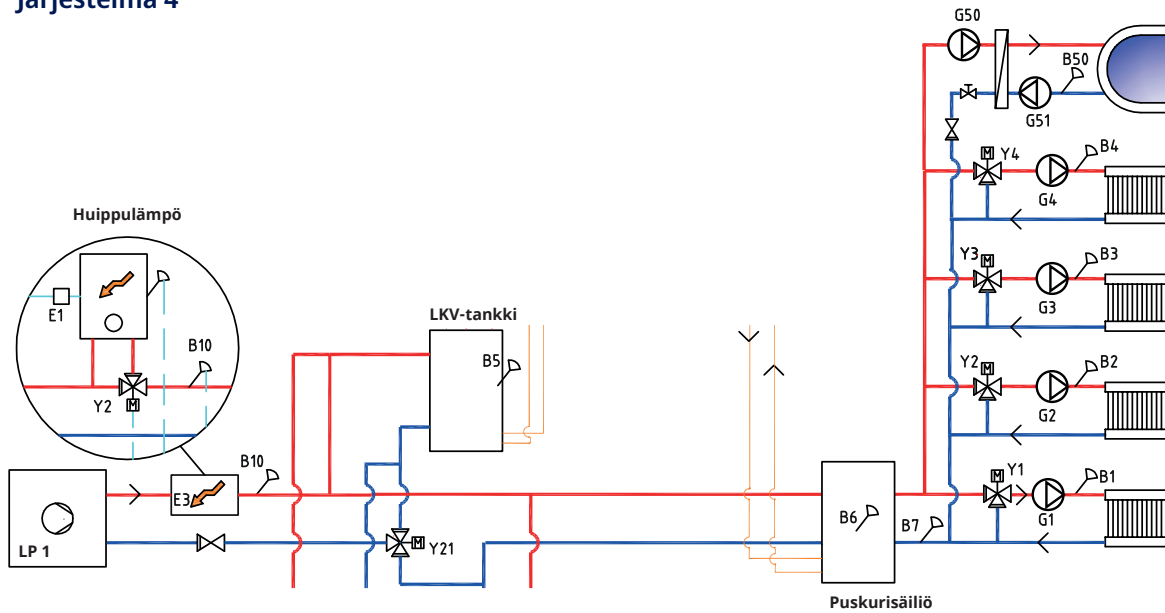 Järjestelmä 4
G50
B50
G51
Y4
B4
G4
Huippulämpö
Y3
B3
G3
E1
LKV-tankki
B10
B5
Y2
M
Y2
B2
G2
B10
E3
Y1
B1
G1
B6
B7
LP 1
M
Y21
Puskurisäiliö
M
M
M
M